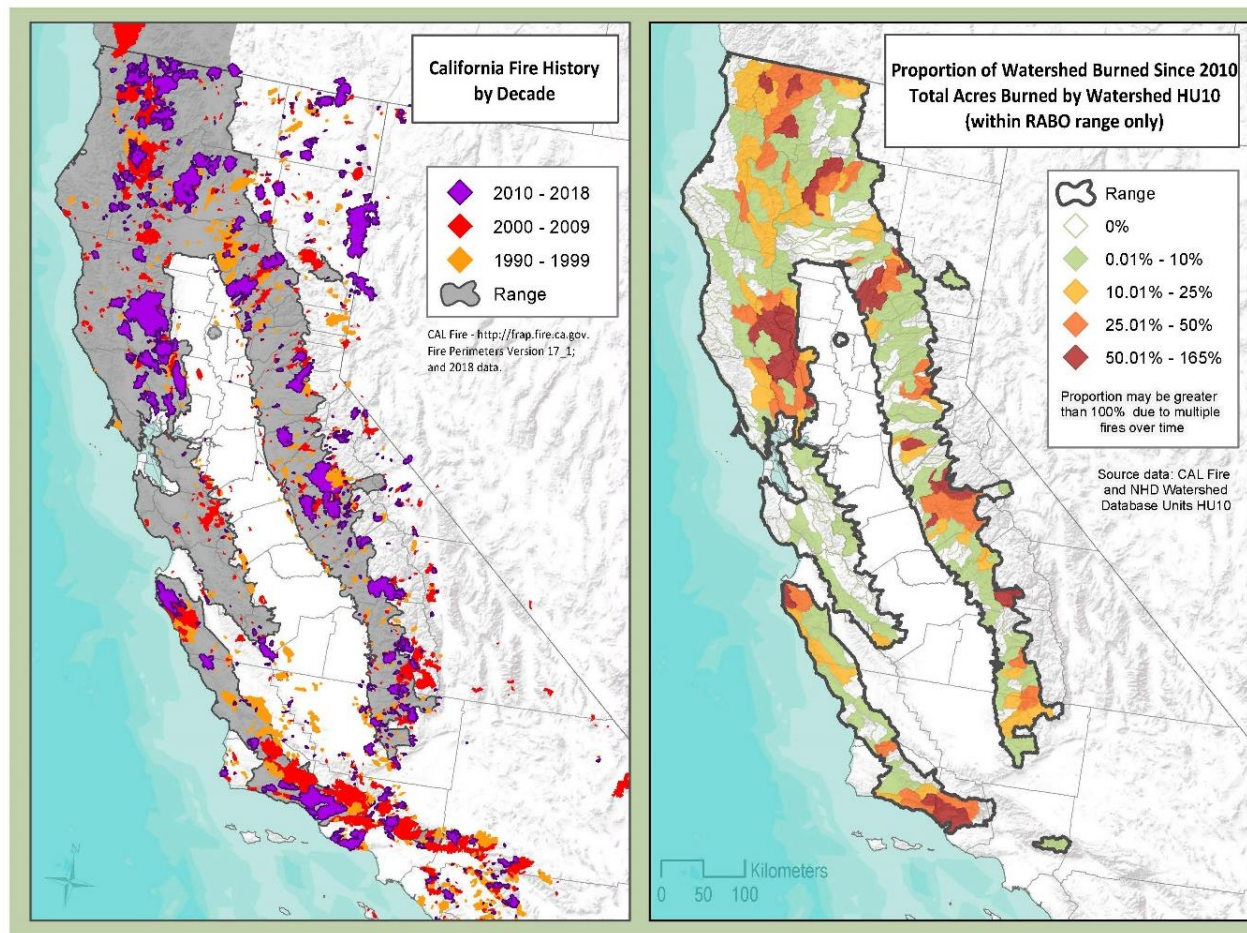 California Fire History
by Decade
2010 - 2018
2000 - 2009
1990 - 1999
Range
CAL Fire - http://frap.fire.ca.gov.
Fire Perimeters Version 17_1;
and 2018 data.
N
Proportion of Watershed Burned Since 2010
Total Acres Burned by Watershed HU10
(within RABO range only)
Range
0%
0.01% - 10%
10.01% - 25%
25.01% - 50%
50.01% - 165%
Proportion may be greater
than 100% due to multiple
fires over time
Source data: CAL Fire
and NHD Watershed
Database Units HU10
Kilometers
0 50 100